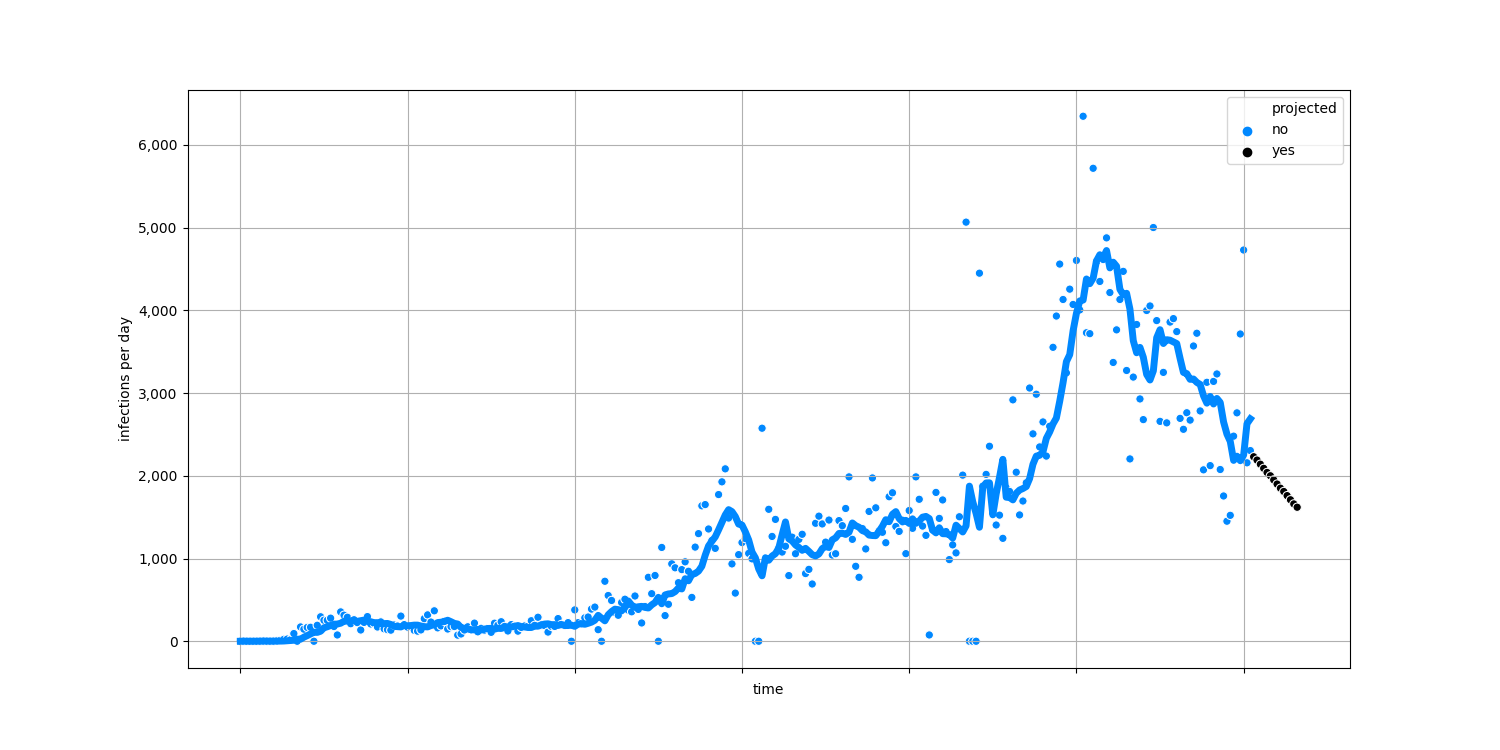 projected
no
yes
6,000
5,000
4,000
3,000
2,000
1,000
0
infections per day
time